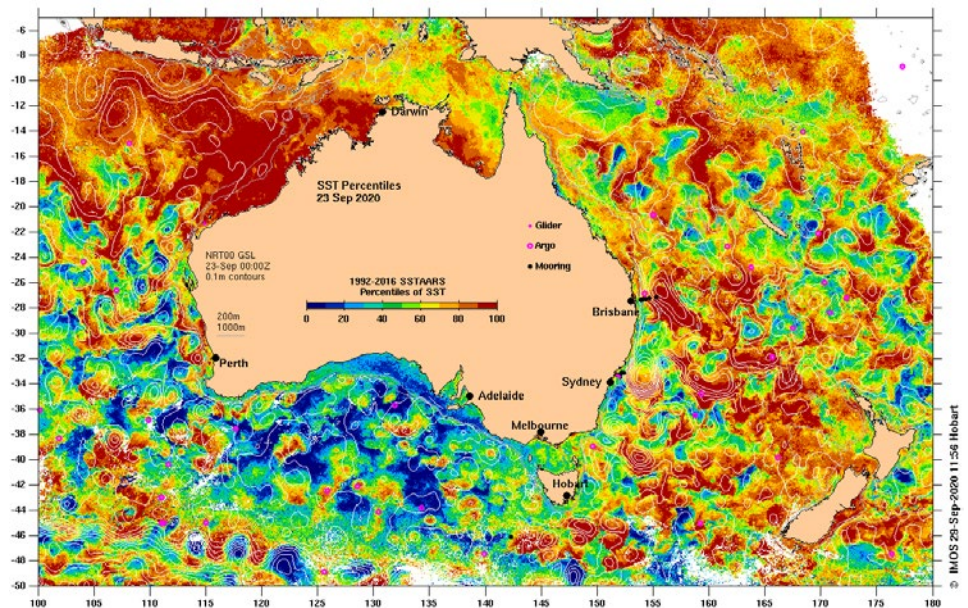 -6
-8
-10
-12
-14
-16
-18
-20
-22
-24
-26
-28
-30
-32
-34
-36
-38
-40
-42
-44
-46
-48
-50
Darwin
SST Percentiles
23 Sep 2020
Glider
Argo
Mooring
NRT00 GSL
23-Sep 00:00Z
0.1m contours
1992-2016 SSTAARS
Percentiles of SST
0 20 40 60 80 100
200m
1000m
Brisbane
Perth
Sydney
Adelaide
Melbourne
Hobart
100 105 110 115 120 125 130 135 140 145 150 155 160 165 170 175 180
© IMOS 29-Sep-2020 11:56 Hobart